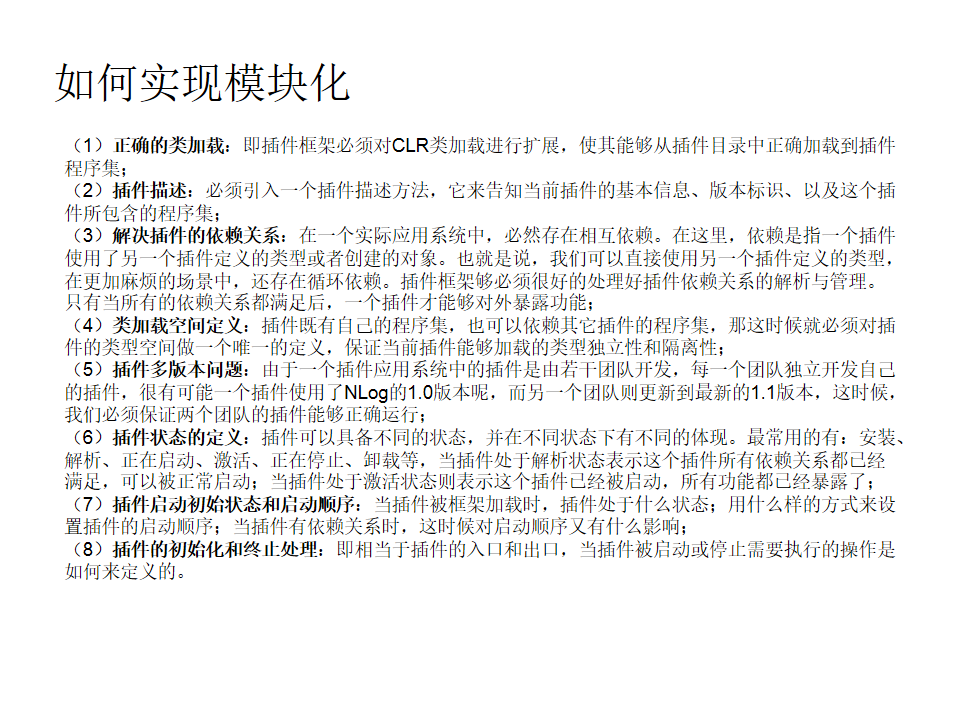 如何实现模块化
（1）正确的类加载：即插件框架必须对CLR类加载进行扩展，使其能够从插件目录中正确加载到插件
程序集；
（2）插件描述：必须引入一个插件描述方法，它来告知当前插件的基本信息、版本标识、以及这个插
件所包含的程序集；
（3）解决插件的依赖关系：在一个实际应用系统中，必然存在相互依赖。在这里，依赖是指一个插件
使用了另一个插件定义的类型或者创建的对象。也就是说，我们可以直接使用另一个插件定义的类型，
在更加麻烦的场景中，还存在循环依赖。插件框架够必须很好的处理好插件依赖关系的解析与管理。
只有当所有的依赖关系都满足后，一个插件才能够对外暴露功能；
（4）类加载空间定义：插件既有自己的程序集，也可以依赖其它插件的程序集，那这时候就必须对插
件的类型空间做一个唯一的定义，保证当前插件能够加载的类型独立性和隔离性；
（5）插件多版本问题：由于一个插件应用系统中的插件是由若干团队开发，每一个团队独立开发自己
的插件，很有可能一个插件使用了NLog的1.0版本呢，而另一个团队则更新到最新的1.1版本，这时候，
我们必须保证两个团队的插件能够正确运行；
（6）插件状态的定义：插件可以具备不同的状态，并在不同状态下有不同的体现。最常用的有：安装、
解析、正在启动、激活、正在停止、卸载等，当插件处于解析状态表示这个插件所有依赖关系都已经
满足，可以被正常启动；当插件处于激活状态则表示这个插件已经被启动，所有功能都已经暴露了；
（7）插件启动初始状态和启动顺序：当插件被框架加载时，插件处于什么状态；用什么样的方式来设
置插件的启动顺序；当插件有依赖关系时，这时候对启动顺序又有什么影响；
（8）插件的初始化和终止处理：即相当于插件的入口和出口，当插件被启动或停止需要执行的操作是
如何来定义的。